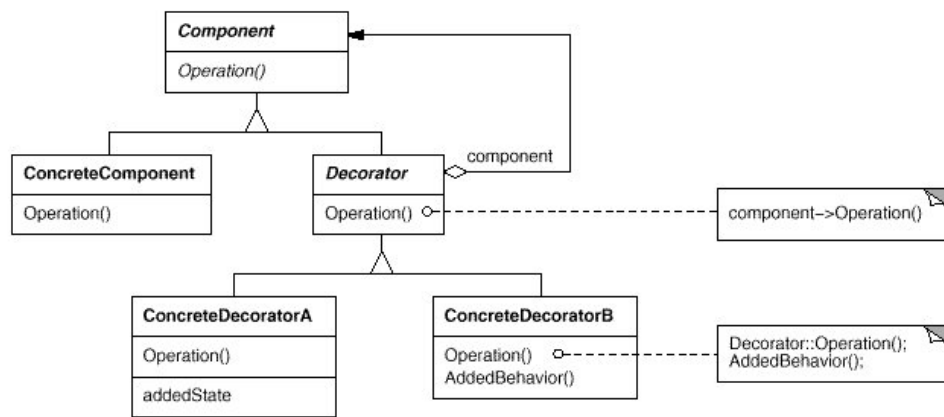 Component
Operation()
component
ConcreteComponent
Operation()
Decorator
Operation()
component->Operation()
ConcreteDecoratorA
Operation()
addedState
ConcreteDecoratorB
Operation()
AddedBehavior()
Decorator::Operation();
AddedBehavior();